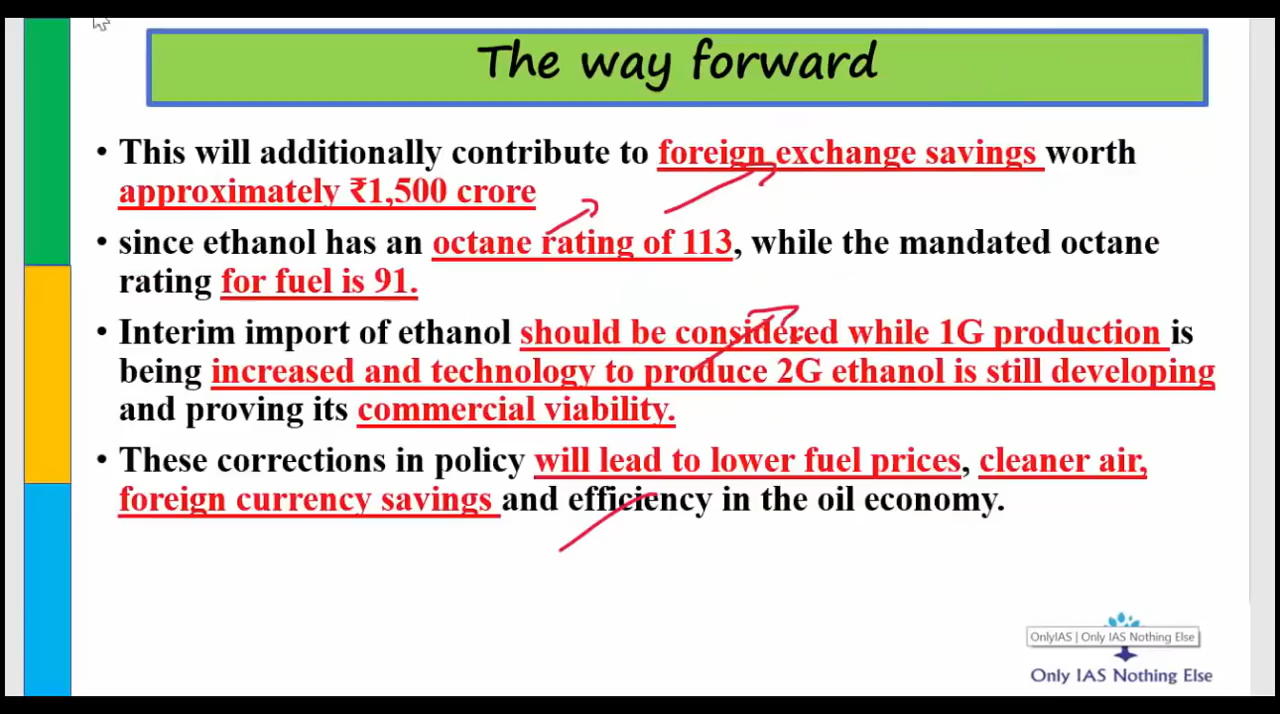 The way forward
• This will additionally contribute to foreign exchange savings worth
approximately ₹1,500 crore
• since ethanol has an octane rating of 113, while the mandated octane
rating for fuel is 91.
• Interim import of ethanol should be considered while 1G production is
being increased and technology to produce 2G ethanol is still developing
and proving its commercial viability.
• These corrections in policy will lead to lower fuel prices, cleaner air,
foreign currency savings and efficiency in the oil economy.
OnlyIAS | Only IAS Nothing Else
Only IAS Nothing Else